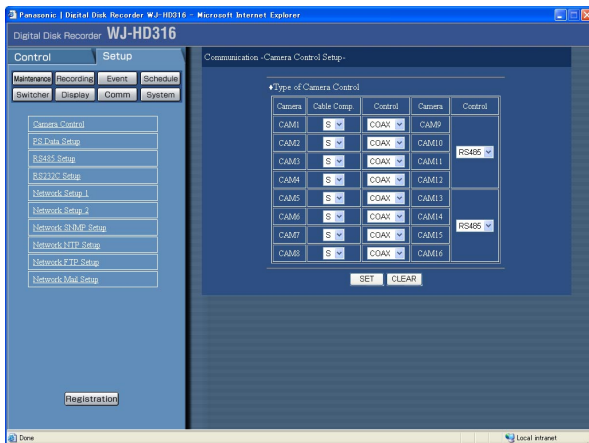 Panasonic | Digital Disk Recorder WJ-HD316 - Microsoft Internet Explorer
Digital Disk Recorder WJ-HD316
Control Setup
Maintenance Recording Event Schedule
Switcher Display Comm System
Camera Control
PS Data Setup
RS485 Setup
RS232C Setup
Network Setup 1
Network Setup 2
Network SNMP Setup
Network NTP Setup
Network FTP Setup
Network Mail Setup
Registration
Communication -Camera Control Setup-
♦Type of Camera Control
Camera Cable Comp. Control Camera Control
CAM1 S COAX CAM9
CAM2 S COAX CAM10
RS485
CAM3 S COAX CAM11
CAM4 S COAX CAM12
CAM5 S COAX CAM13
CAM6 S COAX CAM14
RS485
CAM7 S COAX CAM15
CAM8 S COAX CAM16
SET CLEAR
Done Local intranet